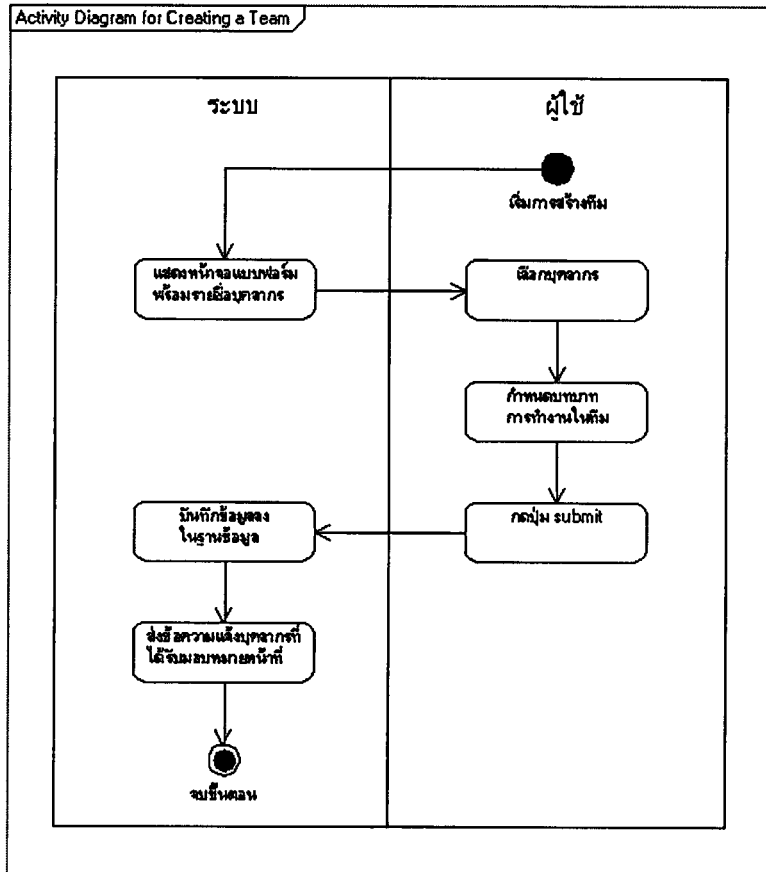 Activity Diagram for Creating a Team
ระบบ
ผู้ใช้
เริ่มการสร้างทีม
แสดงหน้าจอแบบฟอร์ม
พร้อมรายชื่อบุคลากร
เลือกบุคลากร
กำหนดบทบาท
การทำงานในทีม
กดปุ่ม submit
บันทึกข้อมูลลง
ในฐานข้อมูล
ส่งข้อความแจ้งบุคลากรที่
ได้รับมอบหมายหน้าที่
จบขั้นตอน